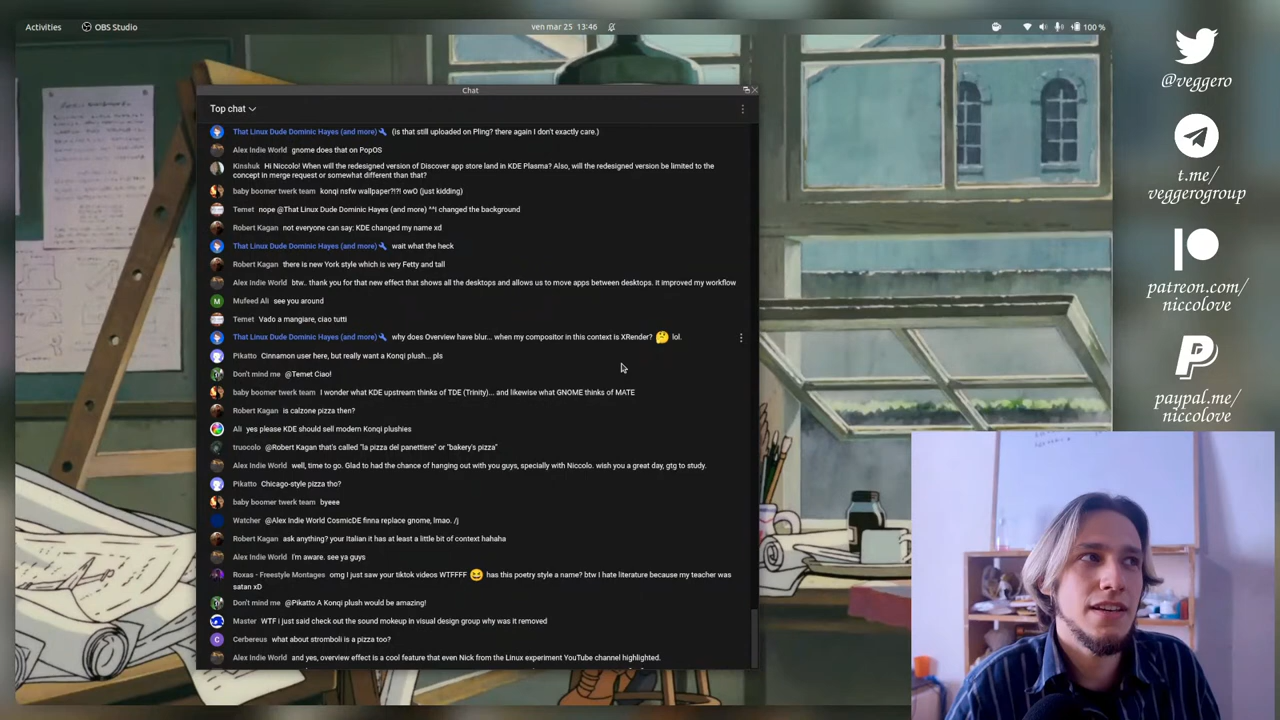 Activities
OBS Studio
ven mar 25 13:46
100 %
Chat
Top chat
That Linux Dude Dominic Hayes (and more) (is that still uploaded on Pling? there again I don't exactly care.)
Alex Indie World gnome does that on PopOS
Kinshuk Hi Niccolo! When will the redesigned version of Discover app store land in KDE Plasma? Also, will the redesigned version be limited to the
concept in merge request or somewhat different than that?
baby boomer twerk team konqi nsfw wallpaper?!?! owO (just kidding)
Temet nope @That Linux Dude Dominic Hayes (and more) ^^I changed the background
Robert Kagan not everyone can say: KDE changed my name xd
That Linux Dude Dominic Hayes (and more) wait what the heck
Robert Kagan there is new York style which is very Fetty and tall
Alex Indie World btw.. thank you for that new effect that shows all the desktops and allows us to move apps between desktops. It improved my workflow
Mufeed Ali see you around
Temet Vado a mangiare, ciao tutti
That Linux Dude Dominic Hayes (and more) why does Overview have blur... when my compositor in this context is XRender? 🤔 lol.
Pikatto Cinnamon user here, but really want a Konqi plush... pls
Don't mind me @Temet Ciao!
baby boomer twerk team I wonder what KDE upstream thinks of TDE (Trinity)... and likewise what GNOME thinks of MATE
Robert Kagan is calzone pizza then?
Ali yes please KDE should sell modern Konqi plushies
truocolo @Robert Kagan that's called "la pizza del panettiere" or "bakery's pizza"
Alex Indie World well, time to go. Glad to had the chance of hanging out with you guys, specially with Niccolo. wish you a great day, gtg to study.
Pikatto Chicago-style pizza tho?
baby boomer twerk team byeee
Watcher @Alex Indie World CosmicDE finna replace gnome, lmao. /j
Robert Kagan ask anything? your Italian it has at least a little bit of context hahaha
Alex Indie World I'm aware. see ya guys
Roxas - Freestyle Montages omg I just saw your tiktok videos WTFFFF 😆 has this poetry style a name? btw I hate literature because my teacher was
satan xD
Don't mind me @Pikatto A Konqi plush would be amazing!
Master WTF i just said check out the sound mokeup in visual design group why was it removed
Cerbereus what about stromboli is a pizza too?
Alex Indie World and yes, overview effect is a cool feature that even Nick from the Linux experiment YouTube channel highlighted.
@veggero
t.me/
veggerogroup
patreon.com/
niccolove
paypal.me/
niccolove